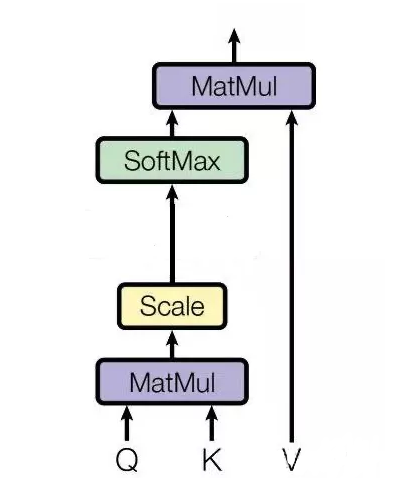 MatMul
SoftMax
Scale
MatMul
Q K V